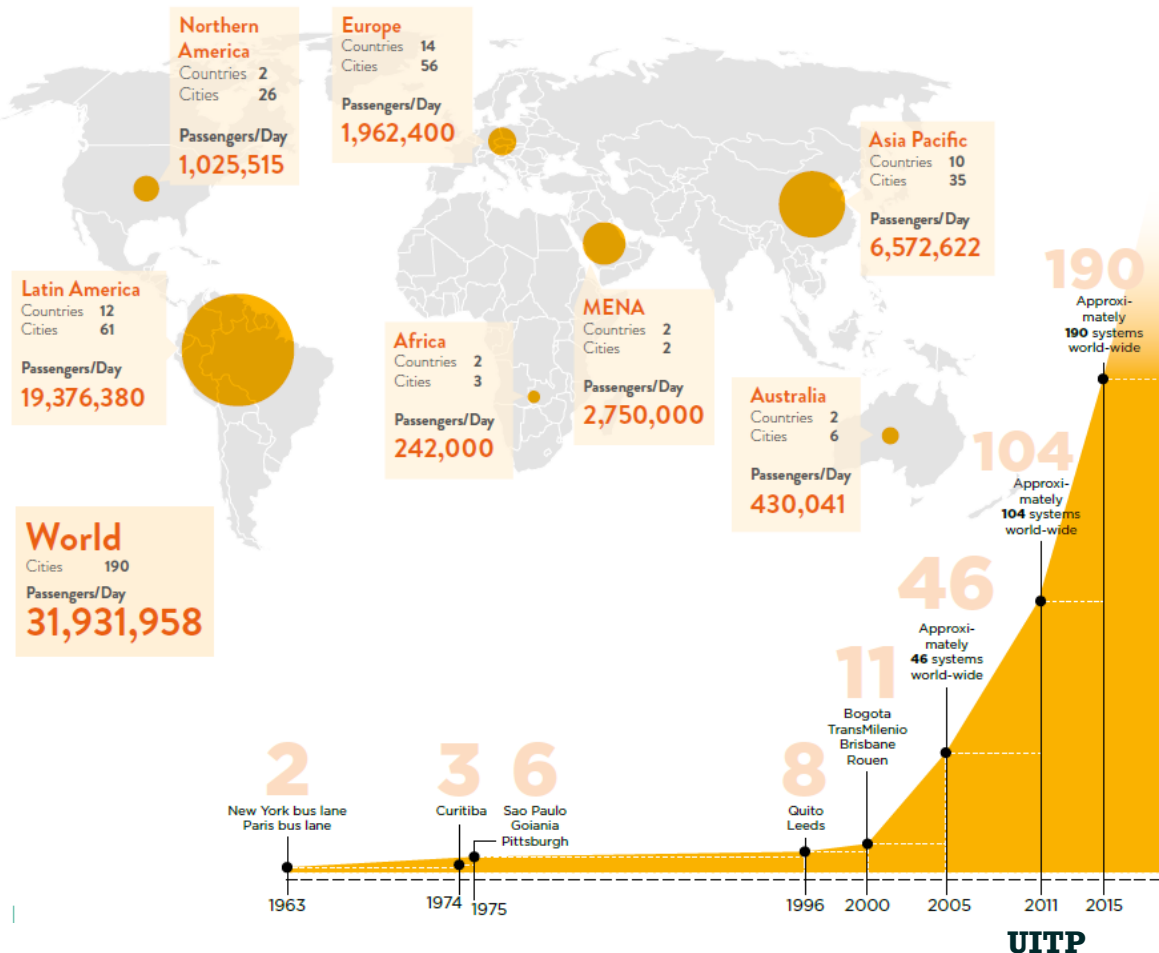 Northern
America
Countries 2
Cities 26
Passengers/Day
1,025,515
Europe
Countries 14
Cities 56
Passengers/Day
1,962,400
Asia Pacific
Countries 10
Cities 35
Passengers/Day
6,572,622
Latin America
Countries 12
Cities 61
Passengers/Day
19,376,380
Africa
Countries 2
Cities 3
Passengers/Day
242,000
MENA
Countries 2
Cities 2
Passengers/Day
2,750,000
Australia
Countries 2
Cities 6
Passengers/Day
430,041
World
Cities 190
Passengers/Day
31,931,958
2
New York bus lane
Paris bus lane
3
Curitiba
6
Sao Paulo
Goiania
Pittsburgh
8
Quito
Leeds
11
Bogota
TransMilenio
Brisbane
Rouen
46
Approxi-
mately
46 systems
world-wide
104
Approxi-
mately
104 systems
world-wide
190
Approxi-
mately
190 systems
world-wide
1963
1974
1975
1996
2000
2005
2011
2015
UITP